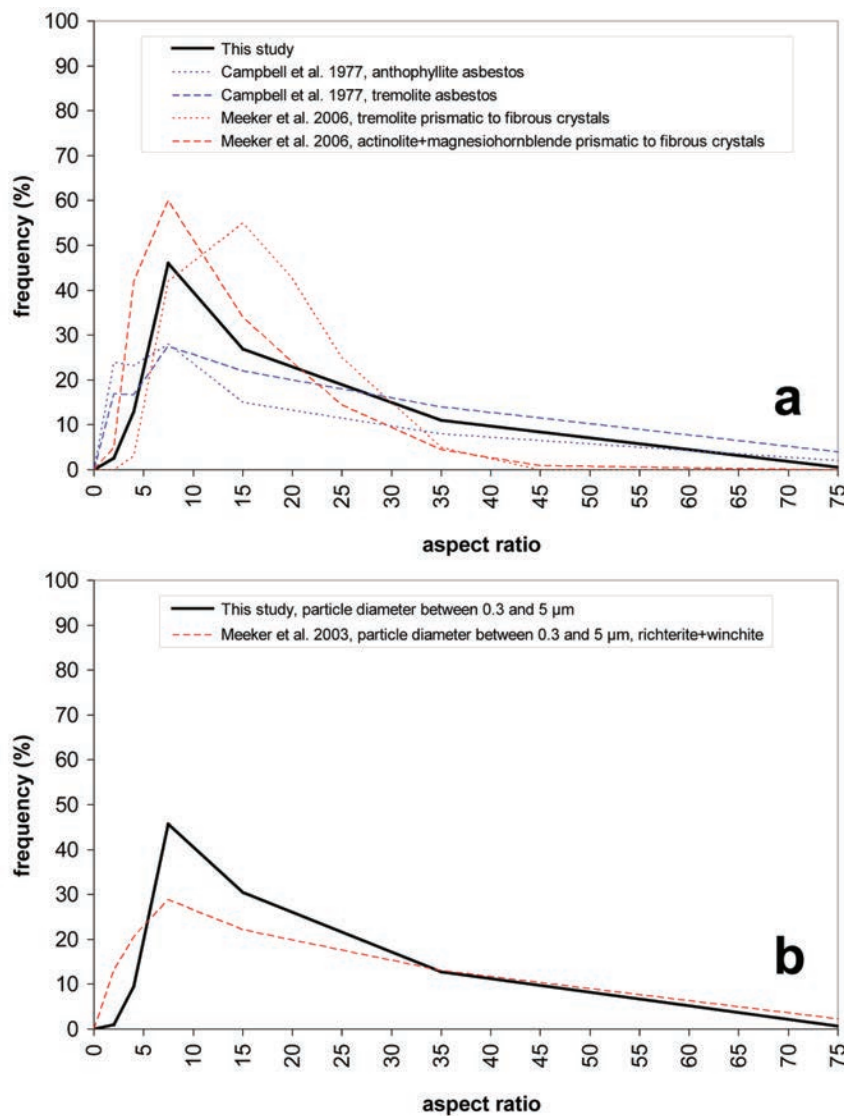 100
90
80
70
60
50
40
30
20
10
0
frequency (%)
This study
Campbell et al. 1977, anthophyllite asbestos
Campbell et al. 1977, tremolite asbestos
Meeker et al. 2006, tremolite prismatic to fibrous crystals
Meeker et al. 2006, actinolite+magnesiohornblende prismatic to fibrous crystals
a
0 5 10 15 20 25 30 35 40 45 50 55 60 65 70 75
aspect ratio
100
90
80
70
60
50
40
30
20
10
0
frequency (%)
This study, particle diameter between 0.3 and 5 µm
Meeker et al. 2003, particle diameter between 0.3 and 5 µm, richterite+winchite
b
0 5 10 15 20 25 30 35 40 45 50 55 60 65 70 75
aspect ratio